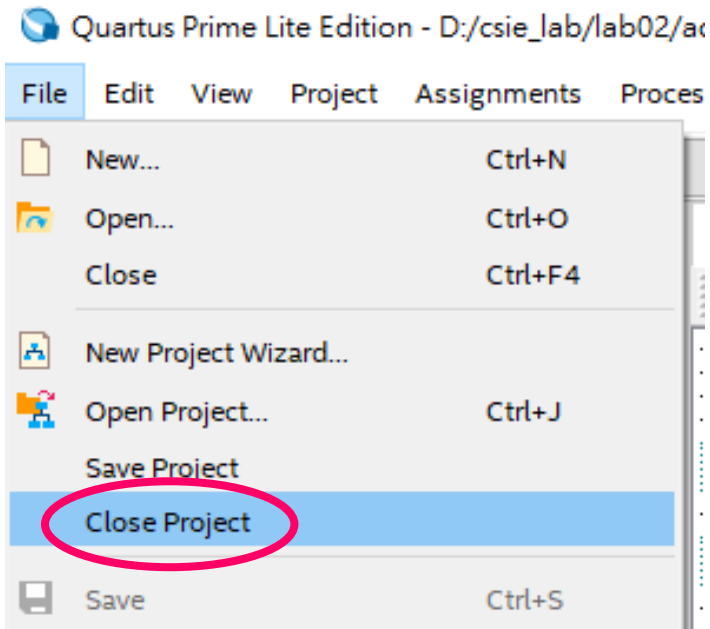 Quartus Prime Lite Edition - D:/csie_lab/lab02/
File Edit View Project Assignments
New... Ctrl+N
Open... Ctrl+O
Close Ctrl+F4
New Project Wizard...
Open Project... Ctrl+J
Save Project
Close Project
Save Ctrl+S